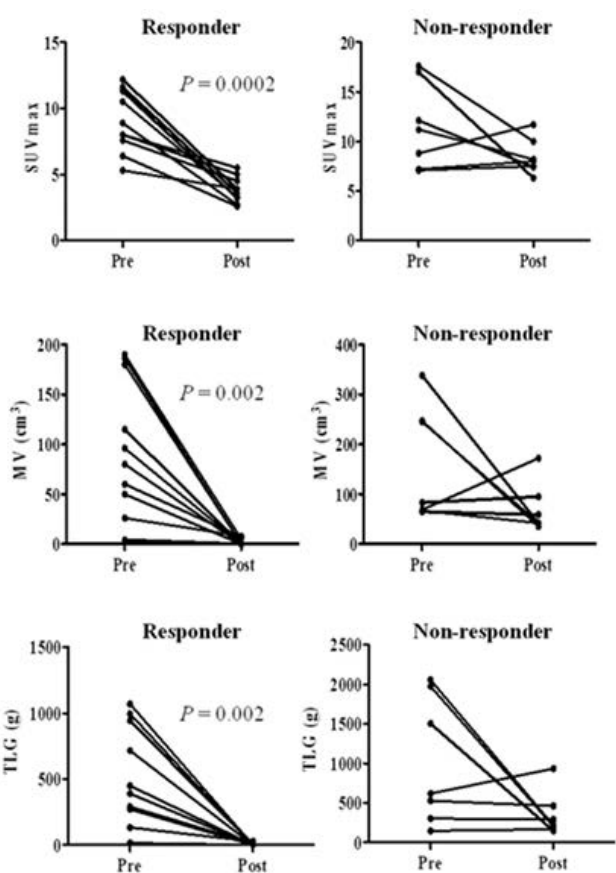 Responder
Non-responder
SUVmax
15
10
5
0
P = 0.0002
Pre
Post
SUVmax
20
15
10
5
0
Pre
Post
Responder
Non-responder
MV (cm³)
200
150
100
50
0
P = 0.002
Pre
Post
MV (cm³)
400
300
200
100
0
Pre
Post
Responder
Non-responder
TLG (g)
1500
1000
500
0
P = 0.002
Pre
Post
TLG (g)
2500
2000
1500
1000
500
0
Pre
Post